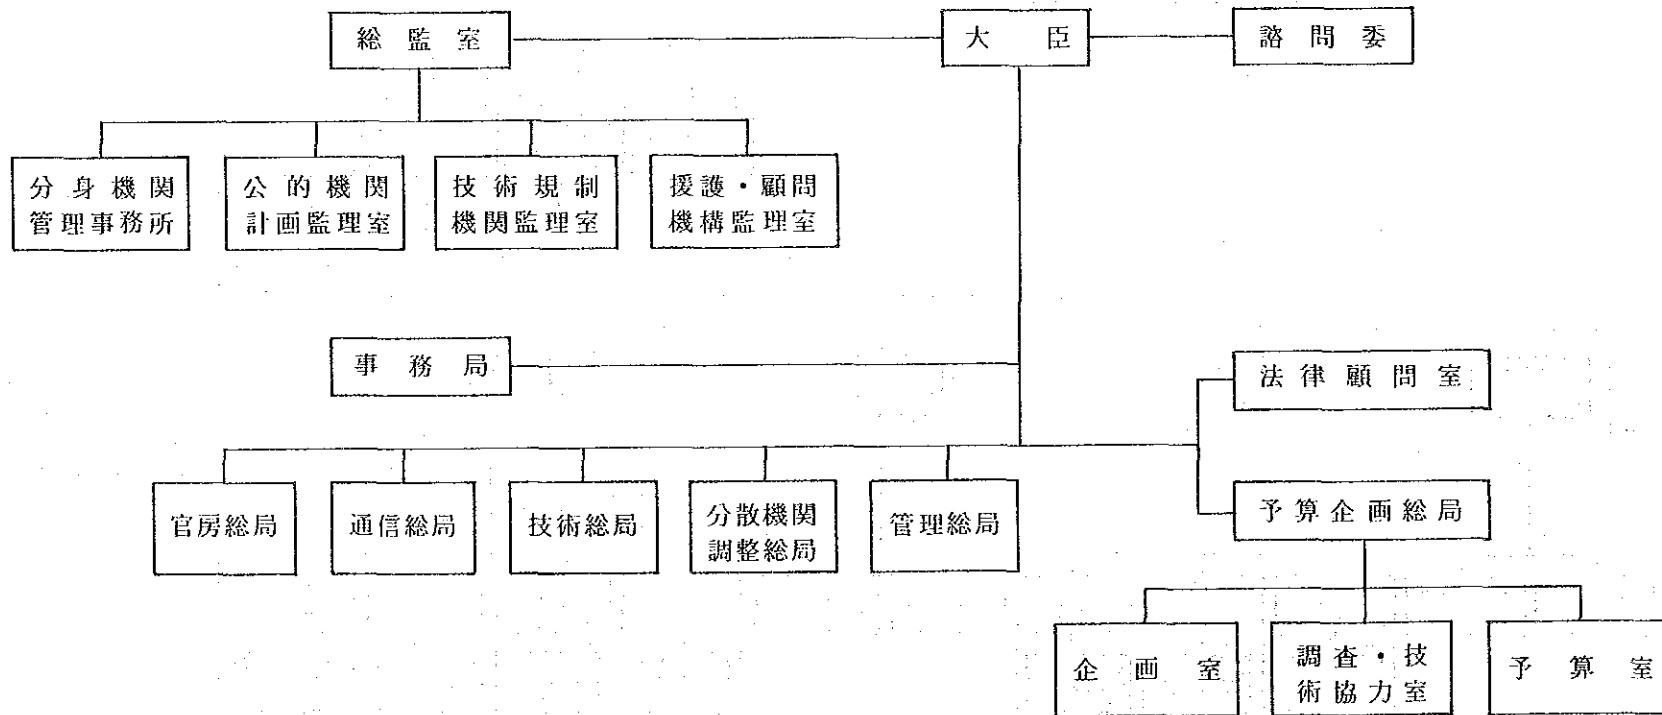 総監室
大臣
諮問委
分身機関
管理事務所
公的機関
計画監理室
技術規制
機関監理室
援護・顧問
機構監理室
事務局
法律顧問室
官房総局
通信総局
技術総局
分散機関
調整総局
管理総局
予算企画総局
企画室
調査・技
術協力室
予算室